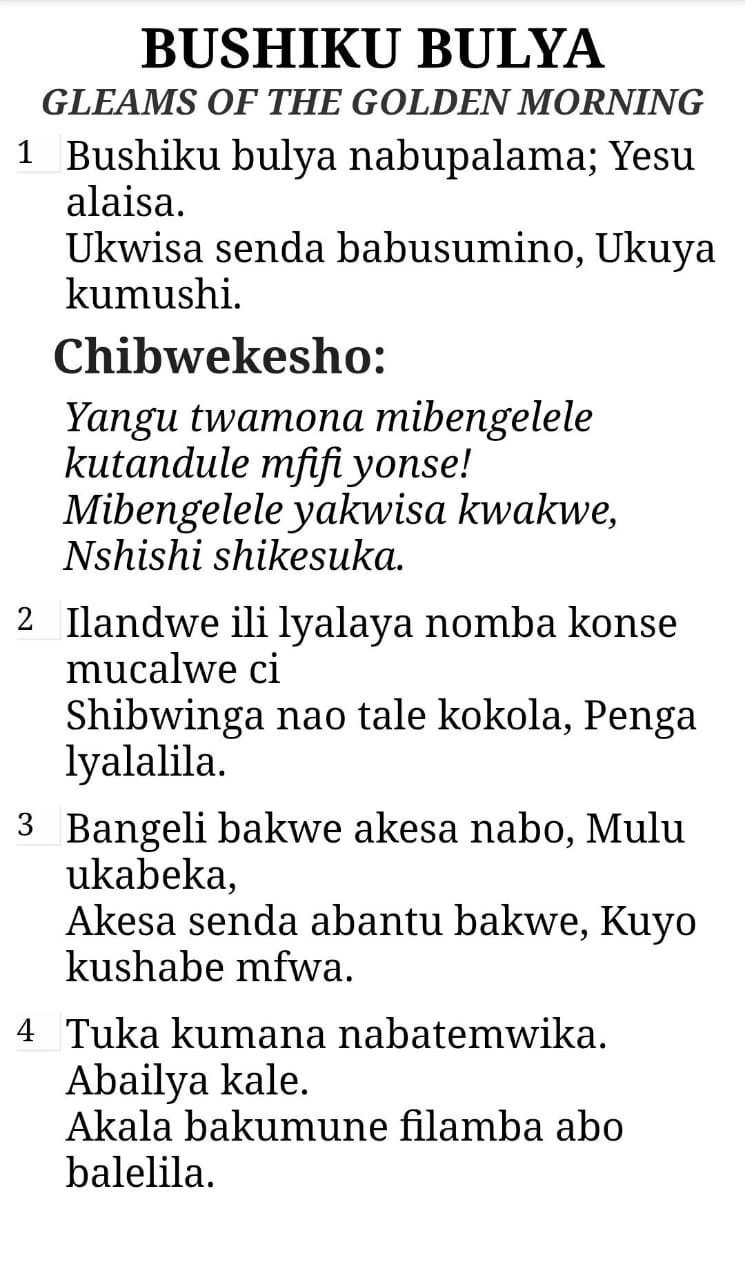 BUSHIKU BULYA
GLEAMS OF THE GOLDEN MORNING
1 Bushiku bulya nabupalama; Yesu
alaisa.
Ukwisa senda babusumino, Ukuya
kumushi.
Chibwekesho:
Yangu twamona mibengelele
kutandule mfifi yonse!
Mibengelele yakwisa kwakwe,
Nshishi shikesuka.
2 Ilandwe ili lyalaya nomba konse
mucalwe ci
Shibwinga nao tale kokola, Penga
lyalalila.
3 Bangeli bakwe akesa nabo, Mulu
ukabeka,
Akesa senda abantu bakwe, Kuyo
kushabe mfwa.
4 Tuka kumana nabatemwika.
Abailya kale.
Akala bakumune filamba abo
balelila.